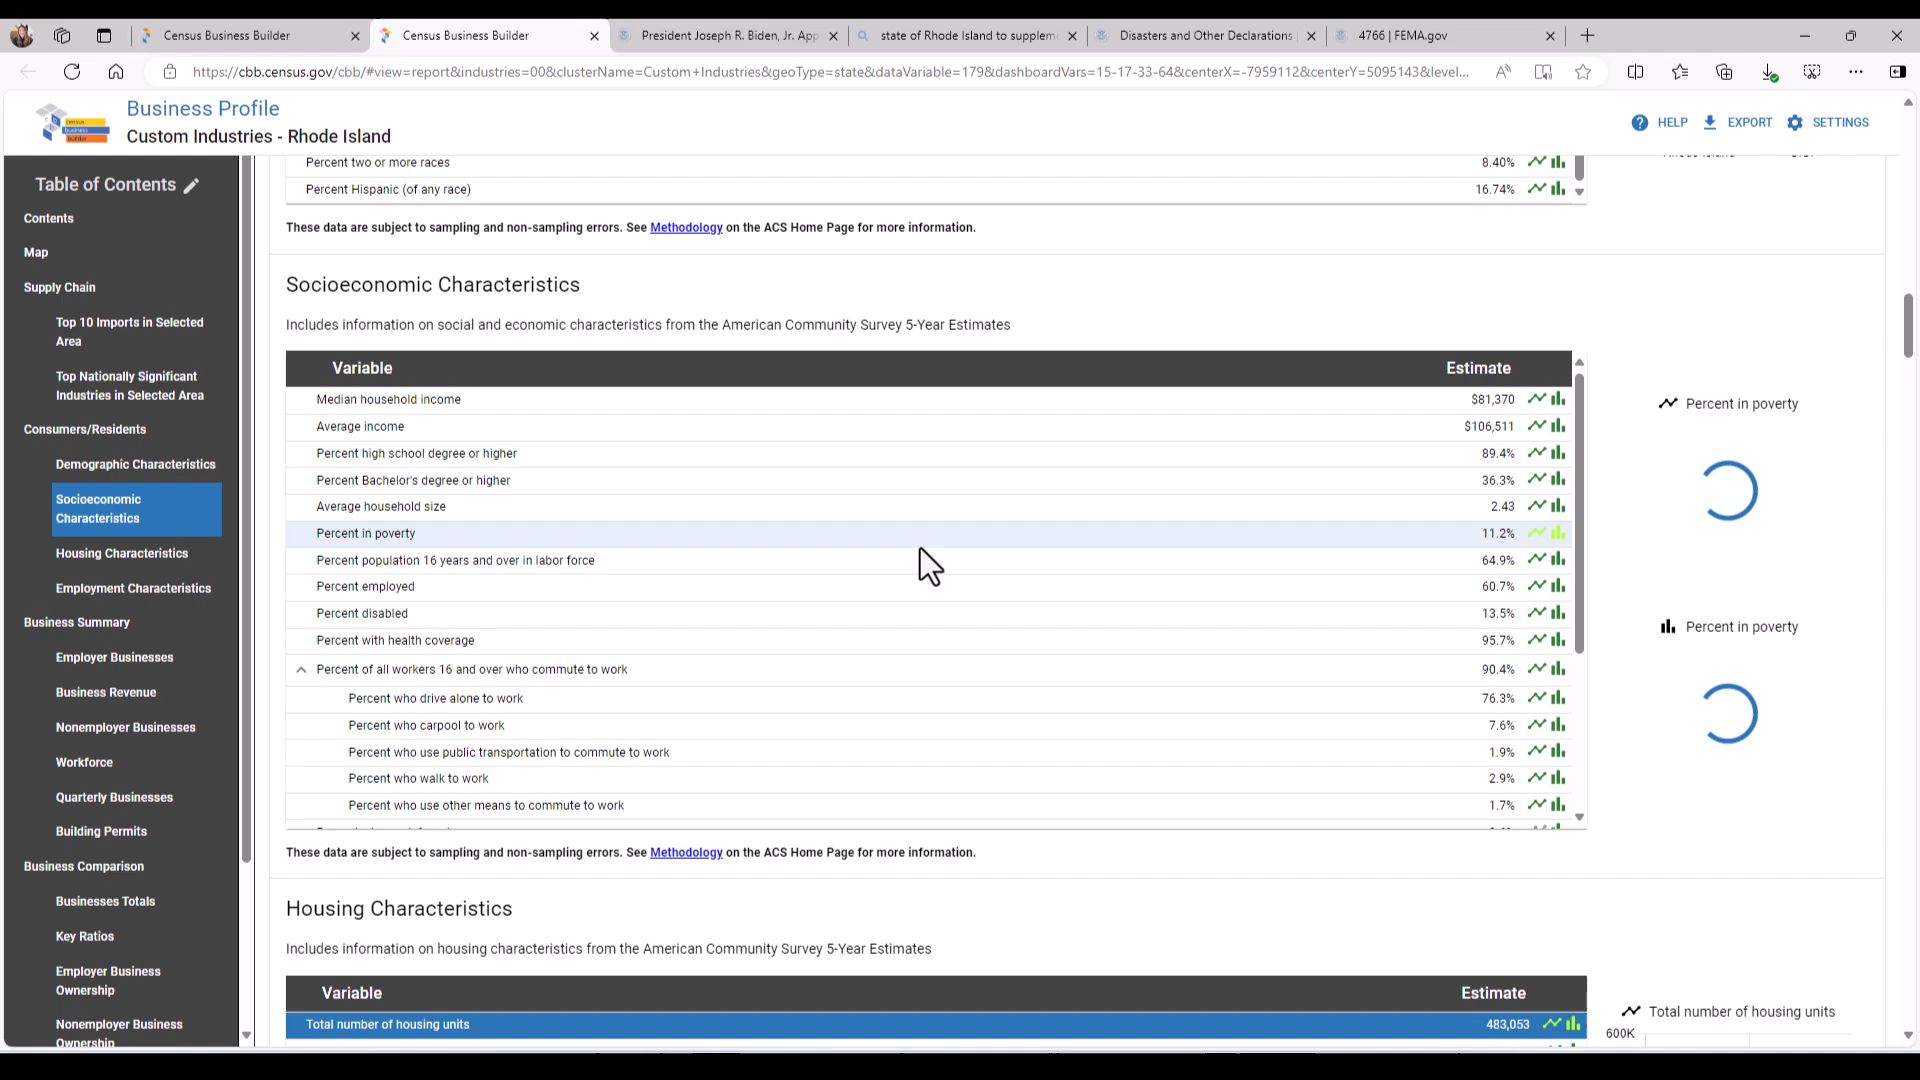 Census Business Builder
Census Business Builder
President Joseph R. Biden, Jr. App
state of Rhode Island to supplem
Disasters and Other Declarations
4766 | FEMA.gov
https://cbb.census.gov/cbb/#view=report&industries=00&clusterName=Custom+Industries&geoType=state&dataVariable=179&dashboardVars=15-17-33-64&centerX=-7959112&centerY=5095143&level...
census
business
builder
Business Profile
Custom Industries - Rhode Island
HELP
EXPORT
SETTINGS
Table of Contents
Contents
Map
Supply Chain
Top 10 Imports in Selected
Area
Top Nationally Significant
Industries in Selected Area
Consumers/Residents
Demographic Characteristics
Socioeconomic
Characteristics
Housing Characteristics
Employment Characteristics
Business Summary
Employer Businesses
Business Revenue
Nonemployer Businesses
Workforce
Quarterly Businesses
Building Permits
Business Comparison
Businesses Totals
Key Ratios
Employer Business
Ownership
Nonemployer Business
Ownership
Percent two or more races 8.40%
Percent Hispanic (of any race) 16.74%
These data are subject to sampling and non-sampling errors. See Methodology on the ACS Home Page for more information.
Socioeconomic Characteristics
Includes information on social and economic characteristics from the American Community Survey 5-Year Estimates
Variable Estimate
Median household income $81,370
Average income $106,511
Percent high school degree or higher 89.4%
Percent Bachelor's degree or higher 36.3%
Average household size 2.43
Percent in poverty 11.2%
Percent population 16 years and over in labor force 64.9%
Percent employed 60.7%
Percent disabled 13.5%
Percent with health coverage 95.7%
Percent of all workers 16 and over who commute to work 90.4%
Percent who drive alone to work 76.3%
Percent who carpool to work 7.6%
Percent who use public transportation to commute to work 1.9%
Percent who walk to work 2.9%
Percent who use other means to commute to work 1.7%
Percent in poverty
Percent in poverty
These data are subject to sampling and non-sampling errors. See Methodology on the ACS Home Page for more information.
Housing Characteristics
Includes information on housing characteristics from the American Community Survey 5-Year Estimates
Variable Estimate
Total number of housing units 483,053
Total number of housing units
600K